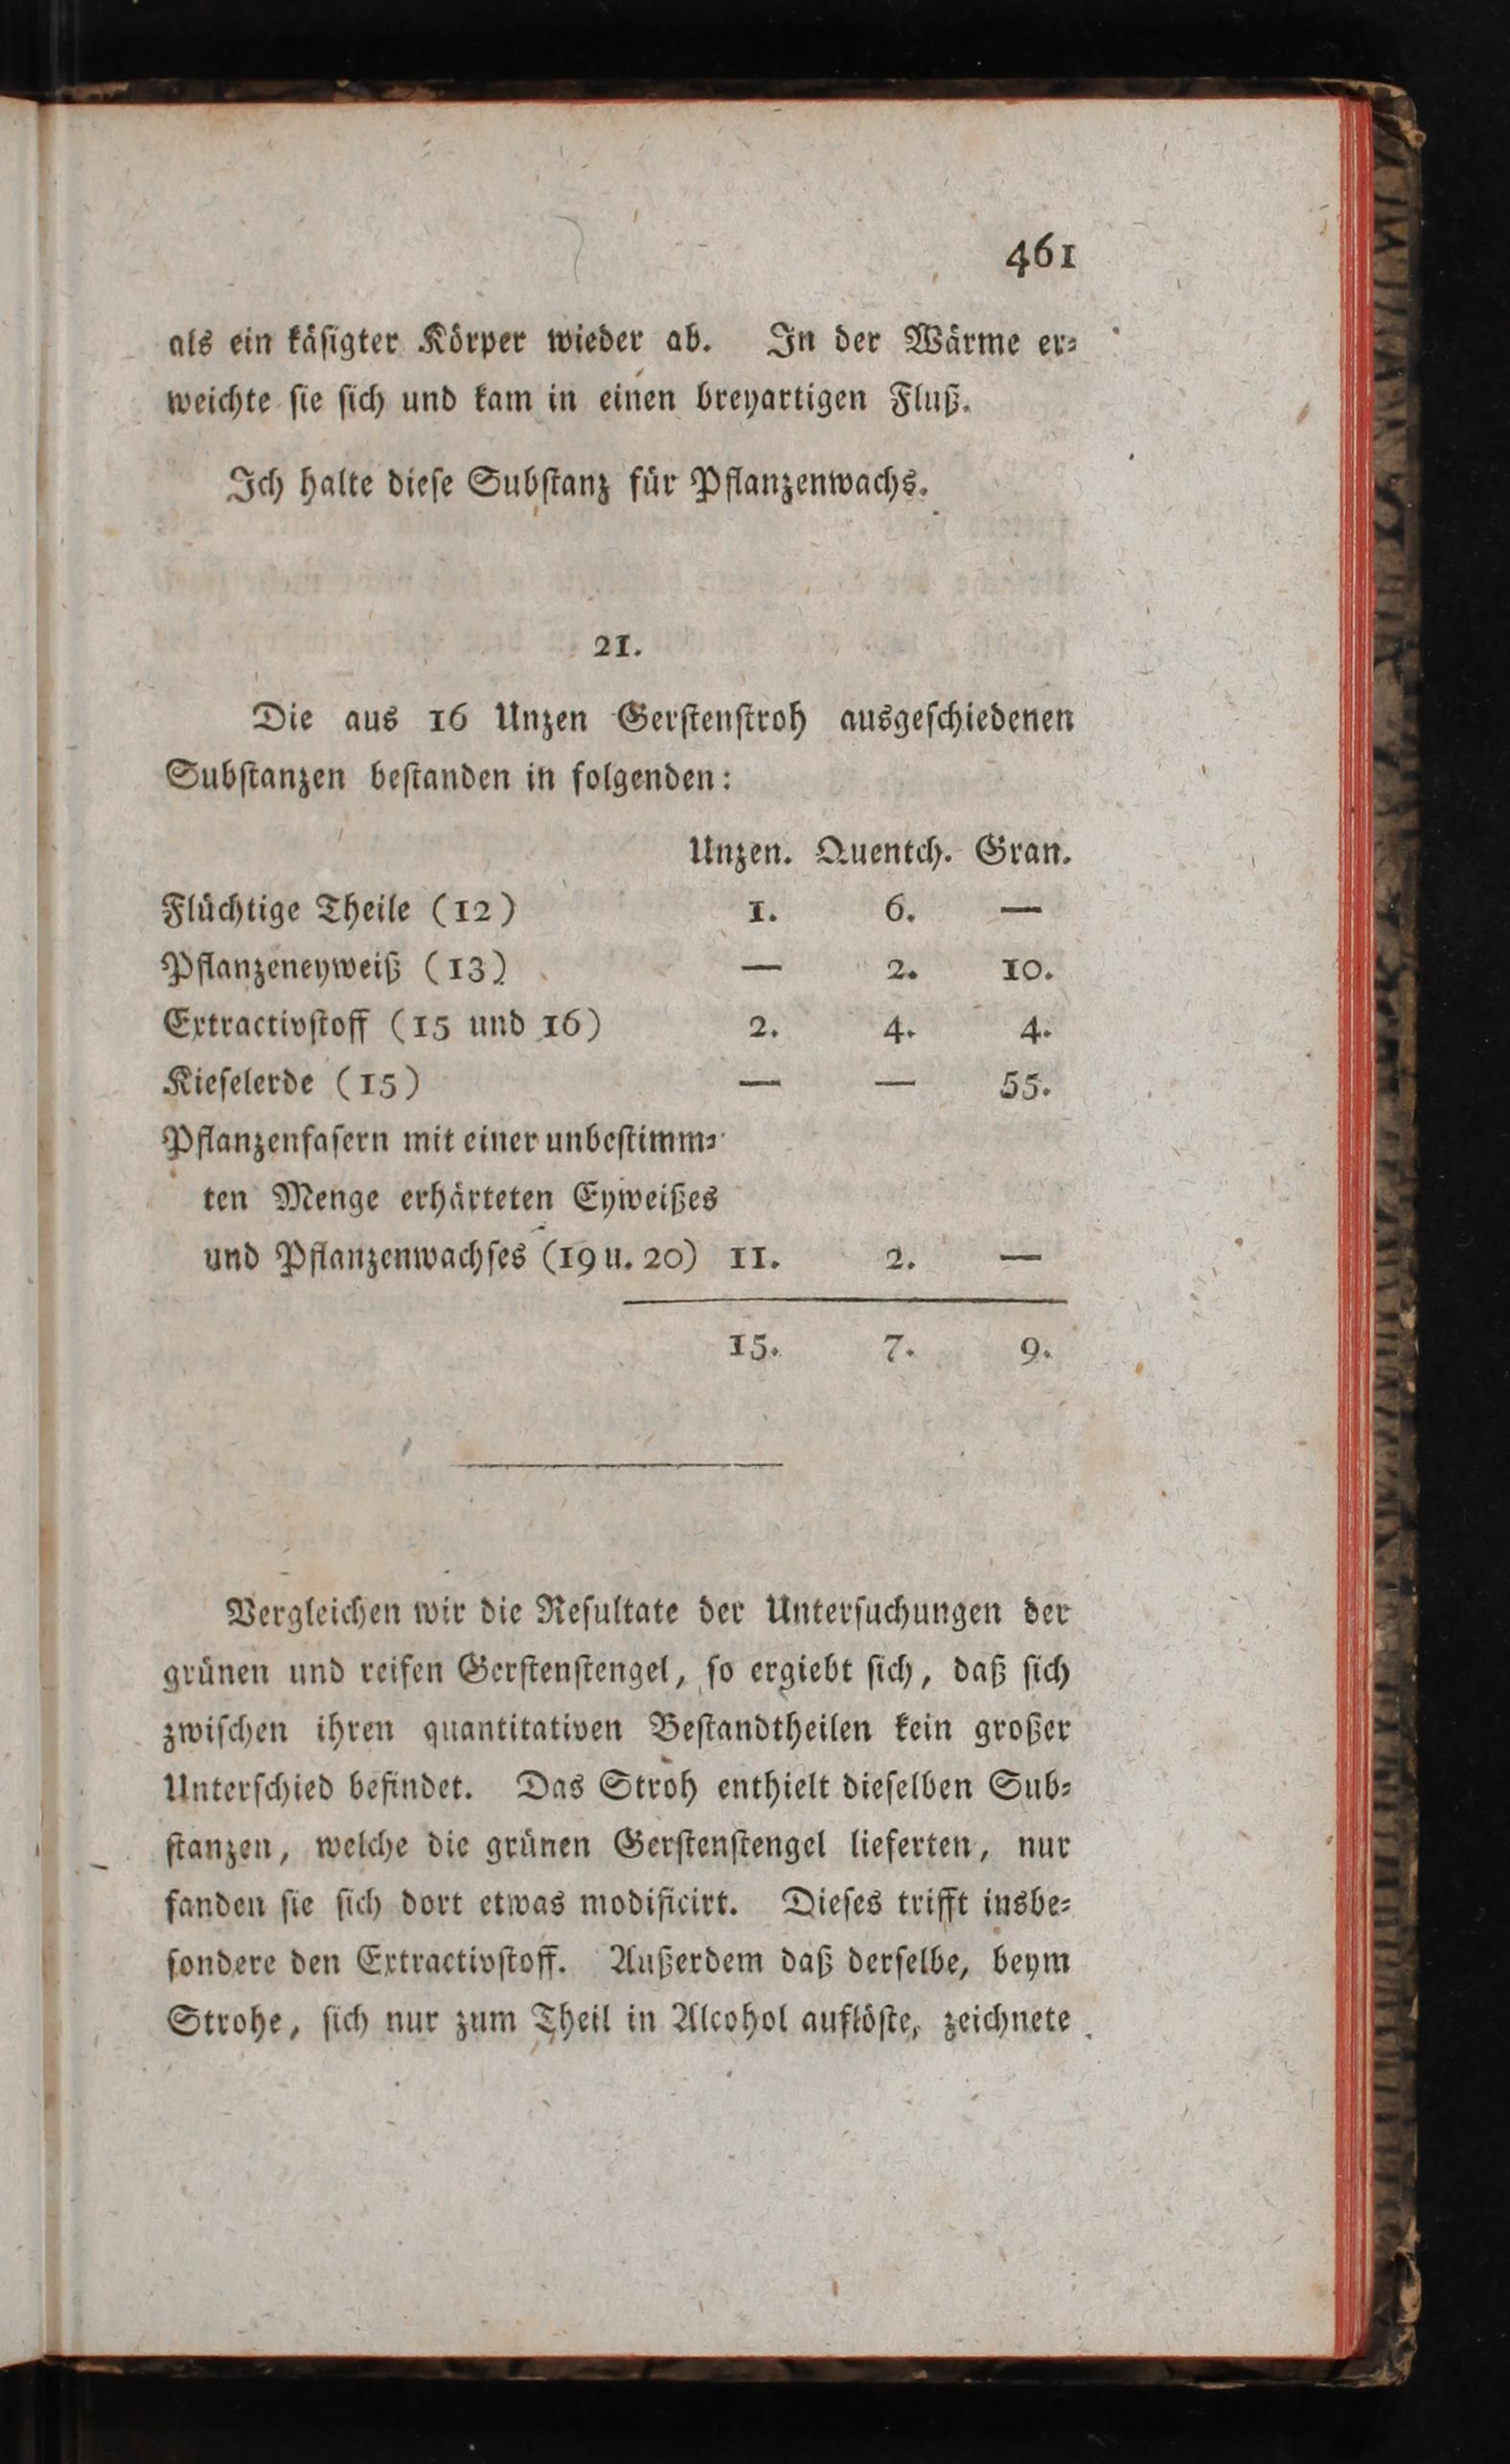 461
als ein käſigter Körper wieder ab. In der Wärme er⸗
weichte ſie ſich und kam in einen breyartigen Fluß.
Ich halte dieſe Subſtanz für Pflanzenwachs.
21.
Die aus 16 Unzen Gerſtenſtroh ausgeſchiedenen
Subſtanzen beſtanden in folgenden:
Unzen. Quentch. Gran.
Flüchtige Theile (12) 1. 6. —
Pflanzeneyweiß (13) — 2. 10.
Extractivſtoff (15 und 16) 2. 4. 4.
Kieſelerde (15) — — 55.
Pflanzenfaſern mit einer unbeſtimm⸗
ten Menge erhärteten Eyweißes
und Pflanzenwachſes (19 u. 20) 11. 2. —
15. 7. 9.
Vergleichen wir die Reſultate der Unterſuchungen der
grünen und reifen Gerſtenſtengel, ſo ergiebt ſich, daß ſich
zwiſchen ihren quantitativen Beſtandtheilen kein großer
Unterſchied befindet. Das Stroh enthielt dieſelben Sub⸗
ſtanzen, welche die grünen Gerſtenſtengel lieferten, nur
fanden ſie ſich dort etwas modificirt. Dieſes trifft insbe⸗
ſondere den Extractivſtoff. Außerdem daß derſelbe, beym
Strohe, ſich nur zum Theil in Alcohol auflöſte, zeichnete